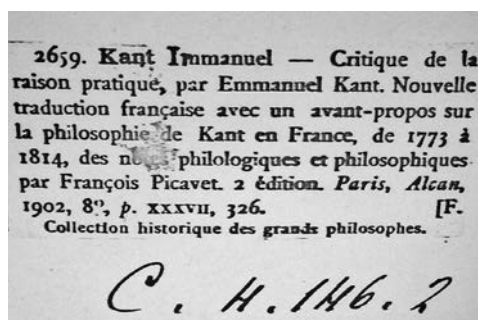 2659. Kant Immanuel — Critique de la
raison pratique, par Emmanuel Kant. Nouvelle
traduction française avec un avant-propos sur
la philosophie de Kant en France, de 1773 à
1814, des philologiques et philosophiques
par François Picavet. 2 édition. Paris, Alcan,
1902, 8º, p. XXXVII, 326. [F.
Collection historique des grands philosophes.
C. 4. 146. 2